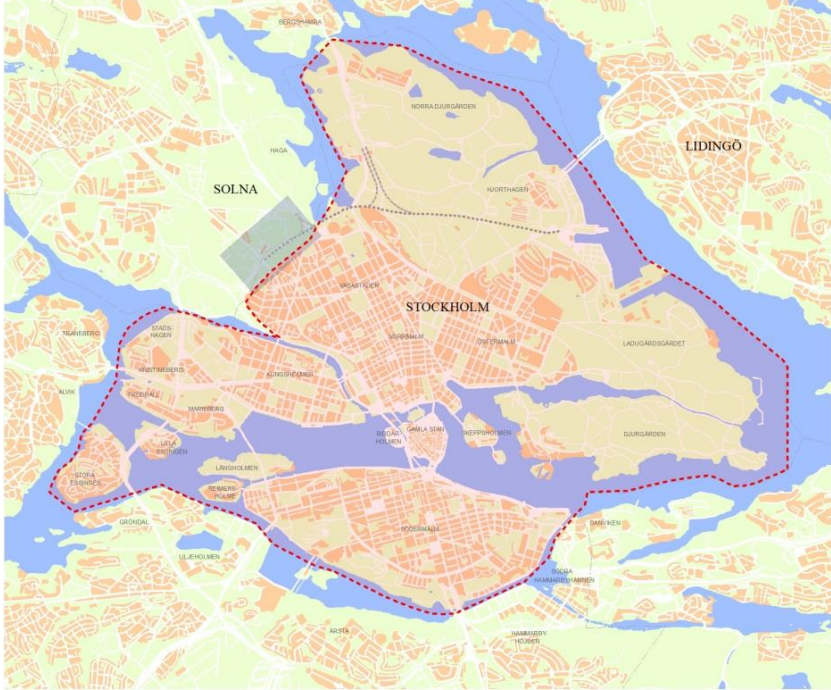 BERGSHAMRA
NORRA DJURGÅRDEN
LIDINGÖ
HAGA
SOLNA
HJORTHAGEN
VASASTADEN
STOCKHOLM
TRANEBERG
STADS-
HAGEN
NORRMALM
ÖSTERMALM
LADUGÅRDSGÄRDET
KRISTINEBERG
KUNGSHOLMEN
ALVIK
FREDHÄLL
MARIEBERG
RIDDAR-
HOLMEN
GAMLA STAN
SKEPPSHOLMEN
DJURGÅRDEN
LILLA
ESSINGEN
STORA
ESSINGEN
LÅNGHOLMEN
REIMERS-
HOLME
GRÖNDAL
SÖDERMALM
DANVIKEN
LILJEHOLMEN
SÖDRA
HAMMARBYHAMNEN
ÅRSTA
HAMMARBY-
HÖJDEN